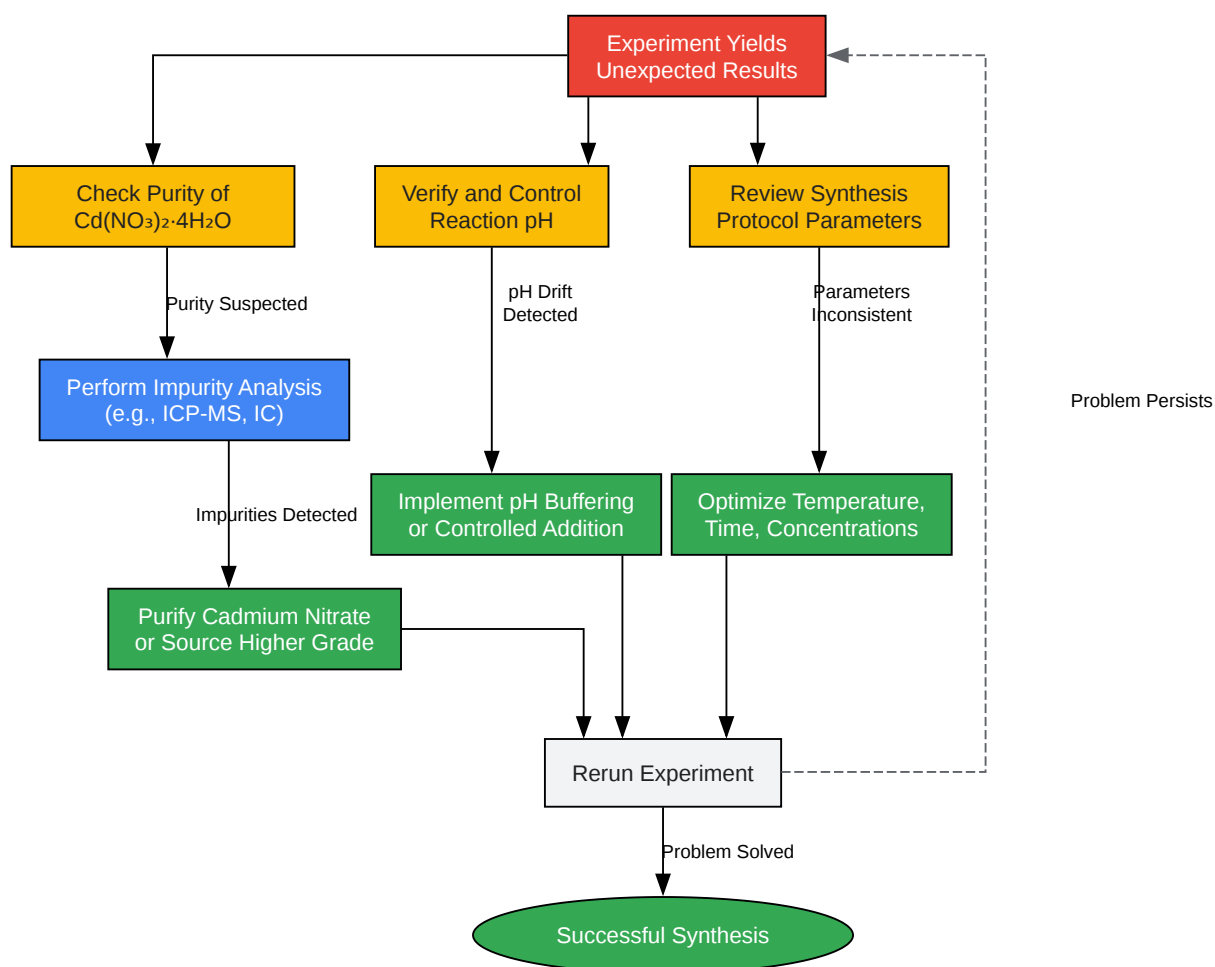 Experiment Yields
Unexpected Results
Check Purity of
Cd(NO₃)₂·4H₂O
Verify and Control
Reaction pH
Review Synthesis
Protocol Parameters
Purity Suspected
pH Drift
Detected
Parameters
Inconsistent
Perform Impurity Analysis
(e.g., ICP-MS, IC)
Problem Persists
Impurities Detected
Implement pH Buffering
or Controlled Addition
Optimize Temperature,
Time, Concentrations
Purify Cadmium Nitrate
or Source Higher Grade
Rerun Experiment
Problem Solved
Successful Synthesis